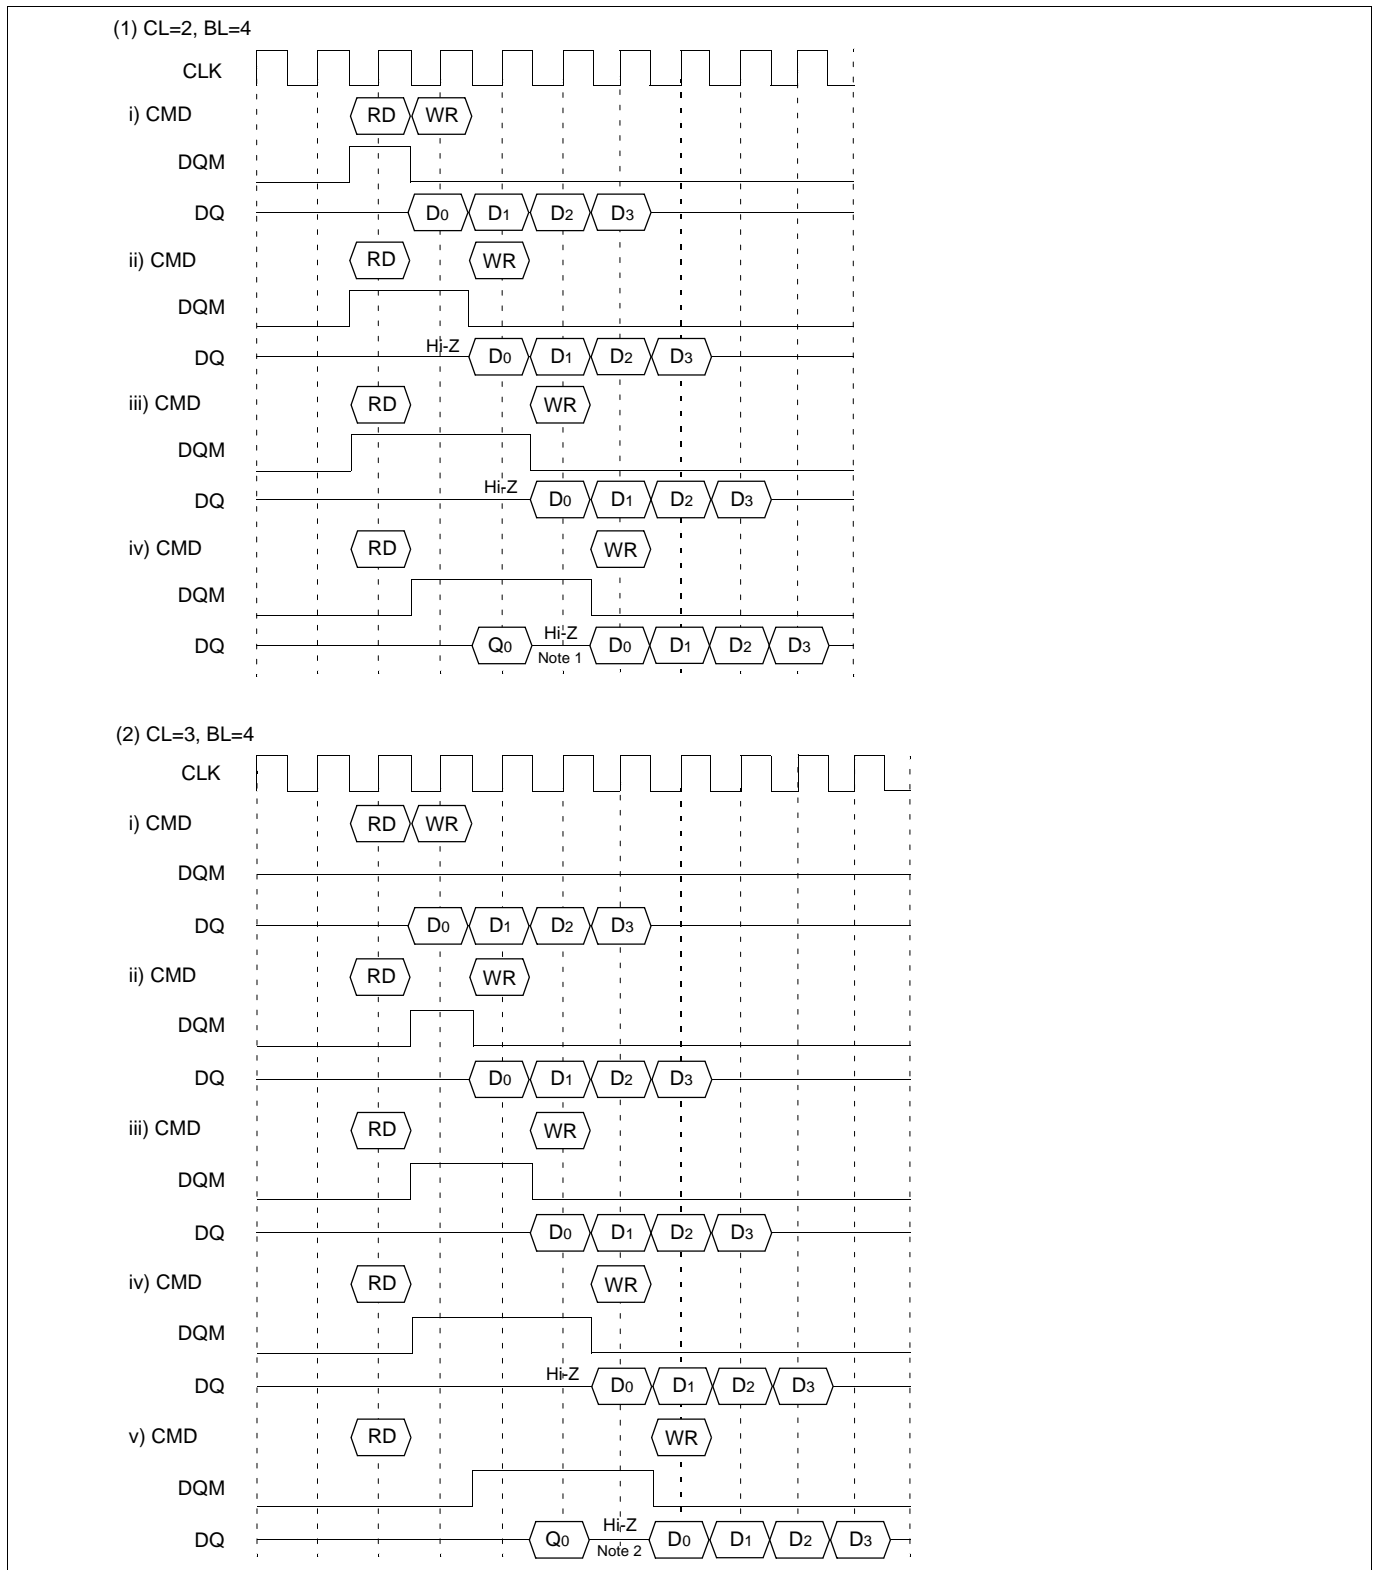 (1) CL=2, BL=4
CLK
i) CMD RD WR
DQM
DQ D0 D1 D2 D3
ii) CMD RD WR
DQM
DQ Hi-Z D0 D1 D2 D3
iii) CMD RD WR
DQM
DQ Hi-Z D0 D1 D2 D3
iv) CMD RD WR
DQM
DQ Q0 Hi-Z Note 1 D0 D1 D2 D3
(2) CL=3, BL=4
CLK
i) CMD RD WR
DQM
DQ D0 D1 D2 D3
ii) CMD RD WR
DQM
DQ D0 D1 D2 D3
iii) CMD RD WR
DQM
DQ D0 D1 D2 D3
iv) CMD RD WR
DQM
DQ Hi-Z D0 D1 D2 D3
v) CMD RD WR
DQM
DQ Q0 Hi-Z Note 2 D0 D1 D2 D3